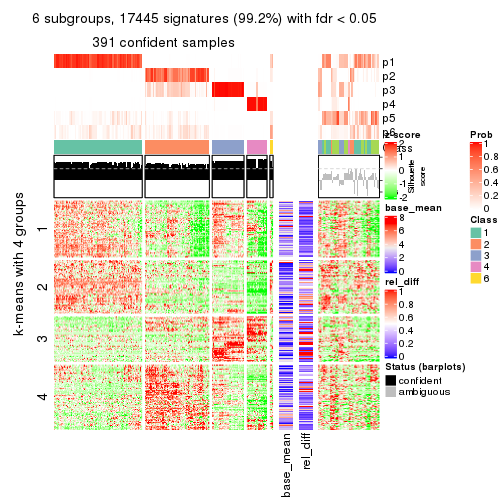 6 subgroups, 17445 signatures (99.2%) with fdr < 0.05
391 confident samples
p1
p2
p3
p4
p5
p6
z-score
2
1
0
-1
-2
Silhouette
score
Prob
1
0.8
0.6
0.4
0.2
0
Class
1
2
3
4
6
base_mean
8
6
4
2
0
rel_diff
1
0.8
0.6
0.4
0.2
0
Status (barplots)
confident
ambiguous
k-means with 4 groups
1
2
3
4
base_mean
rel_diff